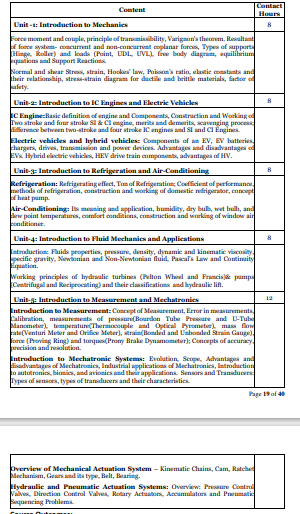 Content
Contact
Hours
Unit -1: Introduction to Mechanics
8
Force moment and couple, principle of transmissibility, Varignon's theorem, Resultant
of force system- concurrent and non-concurrent coplanar forces, Types of supports
(Hinge, Roller) and loads (Point, UDL, UVL), free body diagram, equilibrium
equations and Support Reactions.
Normal and shear Stress, strain, Hookes' law, Poisson's ratio, elastic constants and
their relationship, stress-strain diagram for ductile and brittle materials, factor of
safety.
Unit-2: Introduction to IC Engines and Electric Vehicles
8
IC Engine:Basic definition of engine and Components, Construction and Working of
Two stroke and four stroke SI & CI engine, merits and demerits, scavenging process;
difference between two-stroke and four stroke IC engines and SI and CI Engines.
Electric vehicles and hybrid vehicles: Components of an EV, EV batteries,
chargers, drives, transmission and power devices. Advantages and disadvantages of
EVs. Hybrid electric vehicles, HEV drive train components, advantages of HV.
Unit-3: Introduction to Refrigeration and Air-Conditioning
8
Refrigeration: Refrigerating effect, Ton of Refrigeration; Coefficient of performance,
methods of refrigeration, construction and working of domestic refrigerator, concept
of heat pump.
Air-Conditioning: Its meaning and application, humidity, dry bulb, wet bulb, and
dew point temperatures, comfort conditions, construction and working of window air
conditioner.
Unit-4: Introduction to Fluid Mechanics and Applications
8
Introduction: Fluids properties, pressure, density, dynamic and kinematic viscosity,
specific gravity, Newtonian and Non-Newtonian fluid, Pascal's Law and Continuity
Equation.
Working principles of hydraulic turbines (Pelton Wheel and Francis)& pumps
(Centrifugal and Reciprocating) and their classifications and hydraulic lift.
Unit-5: Introduction to Measurement and Mechatronics
12
Introduction to Measurement: Concept of Measurement, Error in measurements,
Calibration, measurements of pressure(Bourdon Tube Pressure and U-Tube
Manometer), temperature(Thermocouple and Optical Pyrometer), mass flow
rate(Venturi Meter and Orifice Meter), strain(Bonded and Unbonded Strain Gauge),
force (Proving Ring) and torques(Prony Brake Dynamometer); Concepts of accuracy,
precision and resolution.
Introduction to Mechatronic Systems: Evolution, Scope, Advantages and
disadvantages of Mechatronics, Industrial applications of Mechatronics, Introduction
to autotronics, bionics, and avionics and their applications. Sensors and Transducers:
Types of sensors, types of transducers and their characteristics.
Page 19 of 40
Overview of Mechanical Actuation System – Kinematic Chains, Cam, Ratchet
Mechanism, Gears and its type, Belt, Bearing.
Hydraulic and Pneumatic Actuation Systems: Overview: Pressure Control
Valves, Direction Control Valves, Rotary Actuators, Accumulators and Pneumatic
Sequencing Problems.